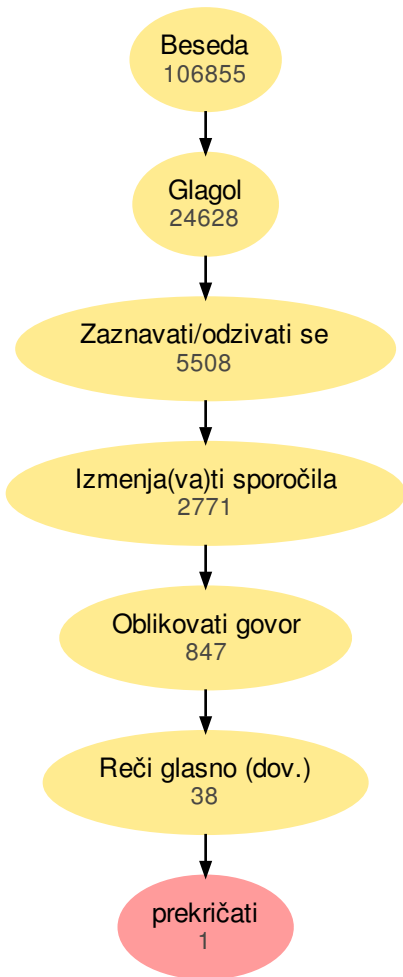 Beseda
106855
Glagol
24628
Zaznavati/odzivati se
5508
Izmenja(va)ti sporočila
2771
Oblikovati govor
847
Reči glasno (dov.)
38
prekričati
1